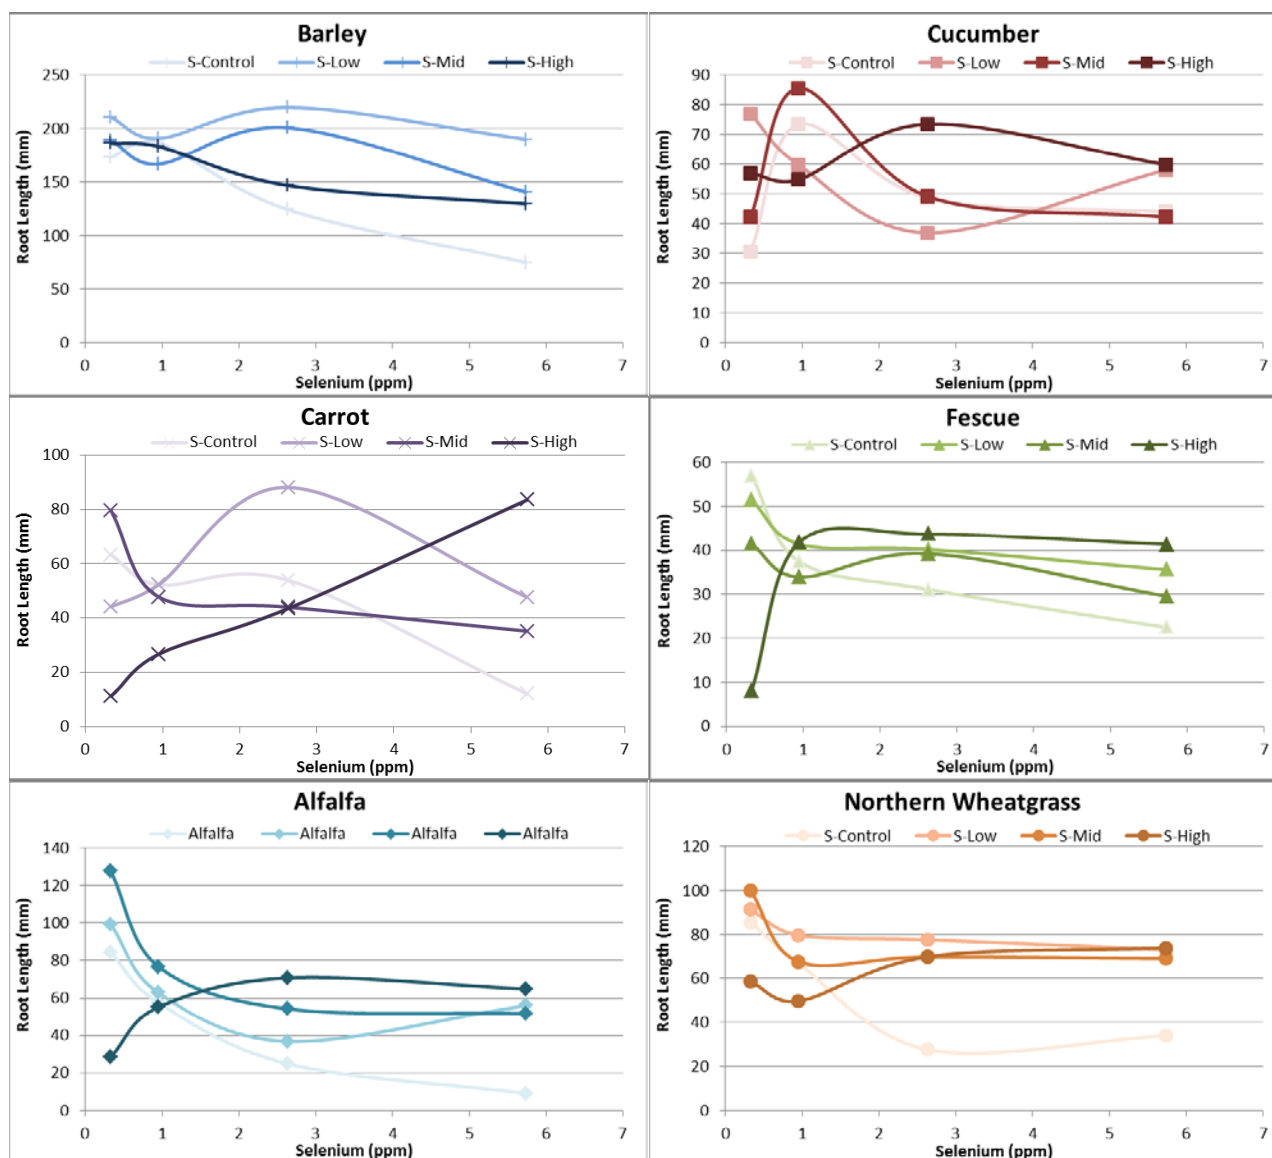 Barley
S-Control S-Low S-Mid S-High
250
200
150
100
50
0
Root Length (mm)
0 1 2 3 4 5 6 7
Selenium (ppm)
Cucumber
S-Control S-Low S-Mid S-High
90
80
70
60
50
40
30
20
10
0
Root Length (mm)
0 1 2 3 4 5 6 7
Selenium (ppm)
Carrot
S-Control S-Low S-Mid S-High
100
80
60
40
20
0
Root Length (mm)
0 1 2 3 4 5 6 7
Selenium (ppm)
Fescue
S-Control S-Low S-Mid S-High
60
50
40
30
20
10
0
Root Length (mm)
0 1 2 3 4 5 6 7
Selenium (ppm)
Alfalfa
Alfalfa Alfalfa Alfalfa Alfalfa
140
120
100
80
60
40
20
0
Root Length (mm)
0 1 2 3 4 5 6 7
Selenium (ppm)
Northern Wheatgrass
S-Control S-Low S-Mid S-High
120
100
80
60
40
20
0
Root Length (mm)
0 1 2 3 4 5 6 7
Selenium (ppm)